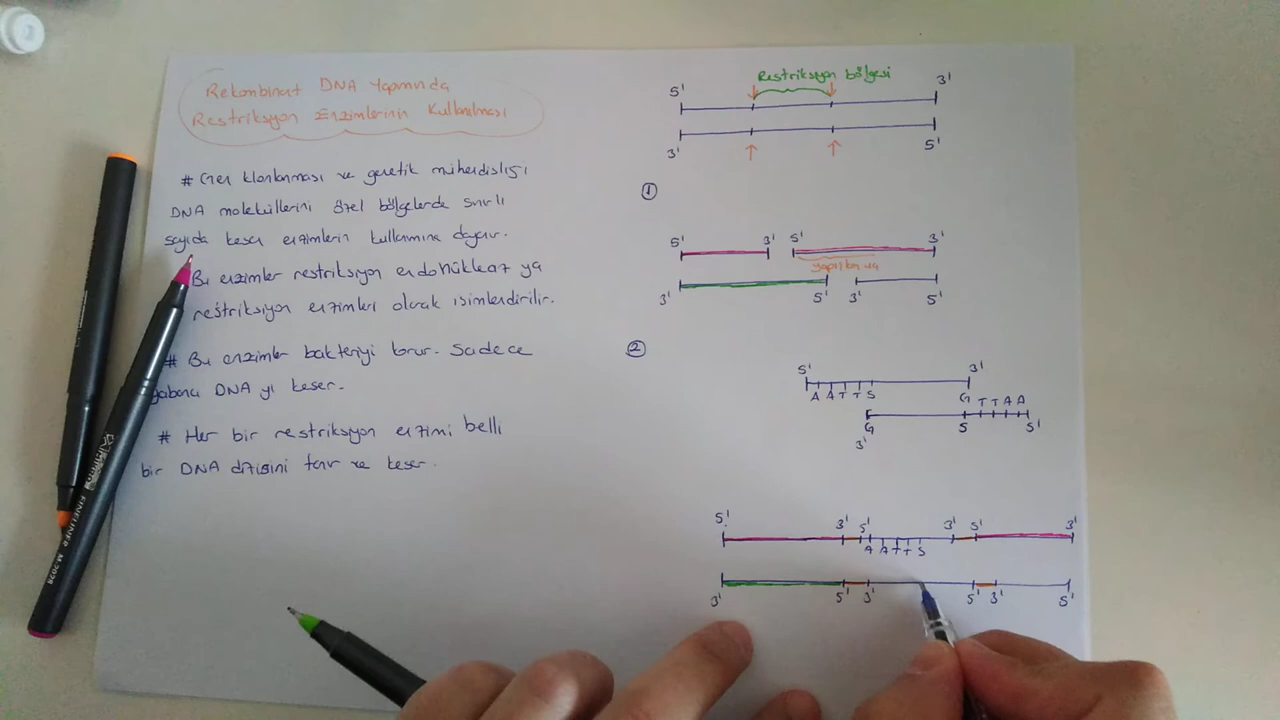 Rekombinat DNA Yapımında
Restriksiyon Enzimlerinin Kullanılması
# Gen klonlanması ve genetik mühendisliği
DNA moleküllerini özel bölgelerde sınırlı
sayıda kesen enzimlerin kullanımına dayanır.
Bu enzimler restriksiyon endonükleaz ya
restriksiyon enzimleri olarak isimlendirilir.
# Bu enzimler bakteriyi korur. Sadece
yabancı DNA yı keser.
# Her bir restriksiyon enzimi belli
bir DNA dizisini tanır ve keser.
Restriksiyon bölgesi
5' 3'
3' 5'
1
5' 3' 5' 3'
yapışkan uç
3' 5' 3' 5'
2
5' 3'
A A T T S G T T A A
G S 5'
3'
5' 3' 5' 3' 5' 3'
A A T T S
3' 5' 3' 5' 3' 5'
FINELINER M-2028